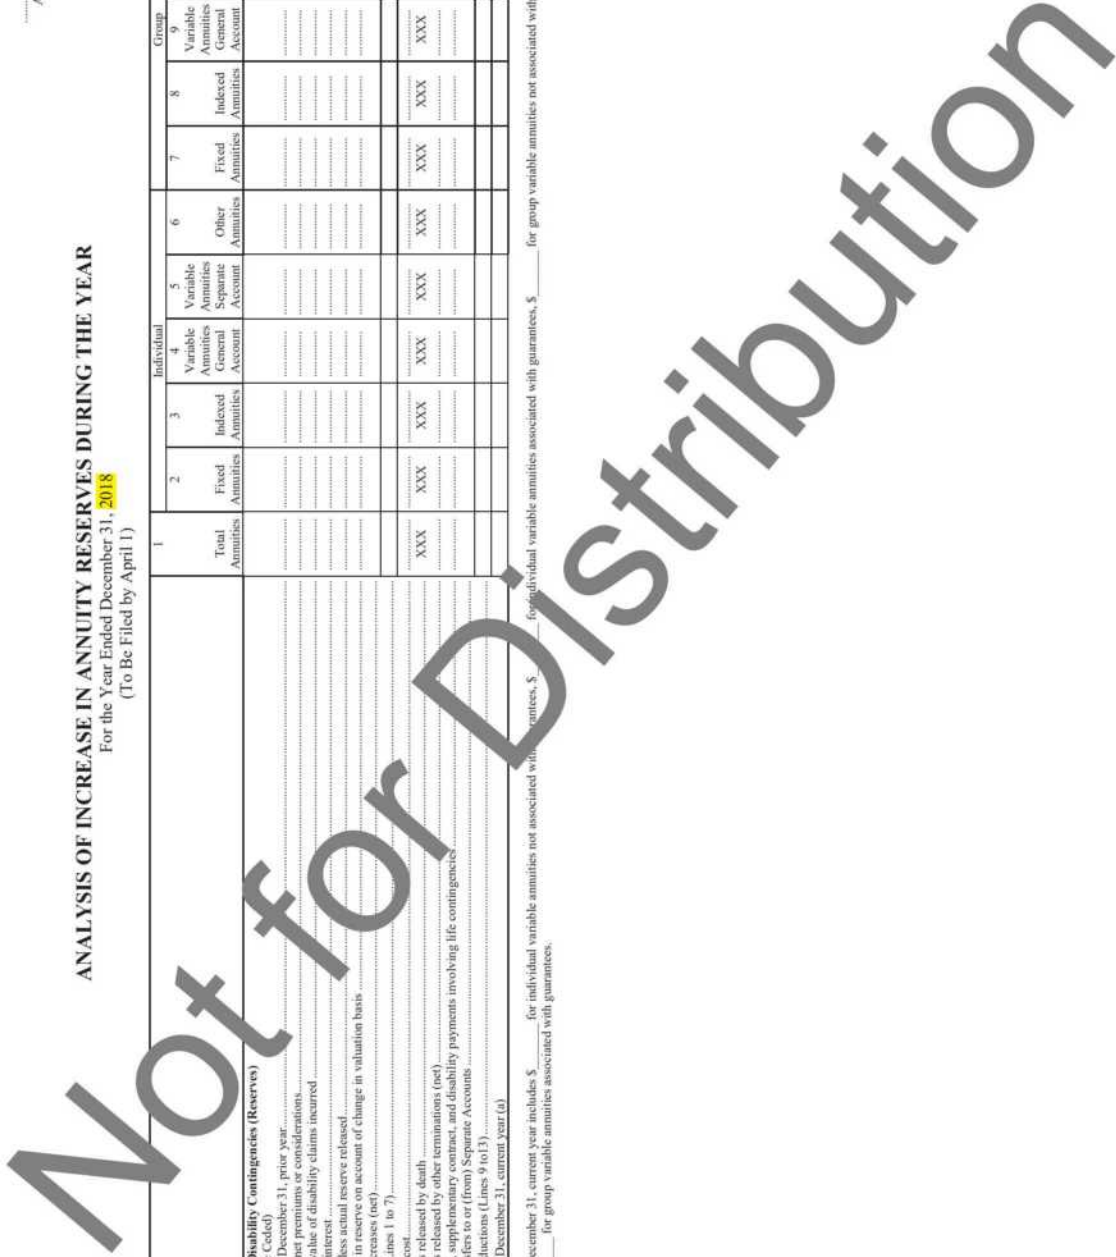 ANALYSIS OF INCREASE IN ANNUITY RESERVES DURING THE YEAR
For the Year Ended December 31, 2018
(To Be Filed by April 1)
1 Individual Group
2 3 4 5 6 7 8 9
Total Annuities
Fixed Annuities
Indexed Annuities
Variable Annuities General Account
Variable Annuities Separate Account
Other Annuities
Fixed Annuities
Indexed Annuities
Variable Annuities General Account
Disability Contingencies (Reserves)
Ceded)
December 31, prior year
net premiums or considerations
value of disability claims incurred
interest
less actual reserve released
in reserve on account of change in valuation basis
creases (net)
ines 1 to 7)
cost
released by death XXX XXX XXX XXX XXX XXX XXX XXX XXX
released by other terminations (net)
supplementary contract, and disability payments involving life contingencies
fers to or (from) Separate Accounts
ductions (Lines 9 to13)
December 31, current year (a)
ecember 31, current year includes $______ for individual variable annuities not associated with guarantees, $______ for individual variable annuities associated with guarantees, $______ for group variable annuities not associated with
______ for group variable annuities associated with guarantees.
Not for Distribution